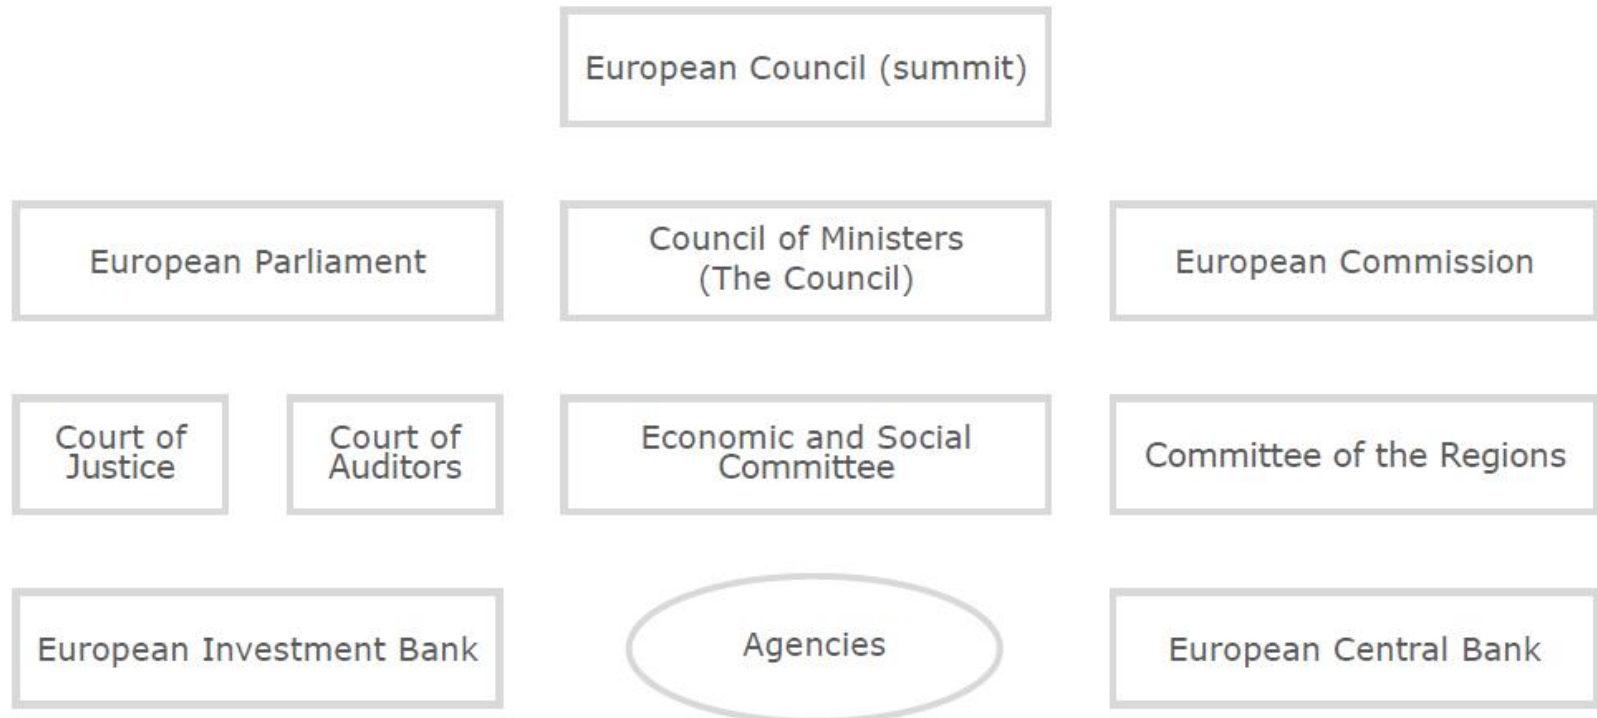 European Council (summit)
European Parliament
Council of Ministers
(The Council)
European Commission
Court of
Justice
Court of
Auditors
Economic and Social
Committee
Committee of the Regions
European Investment Bank
Agencies
European Central Bank